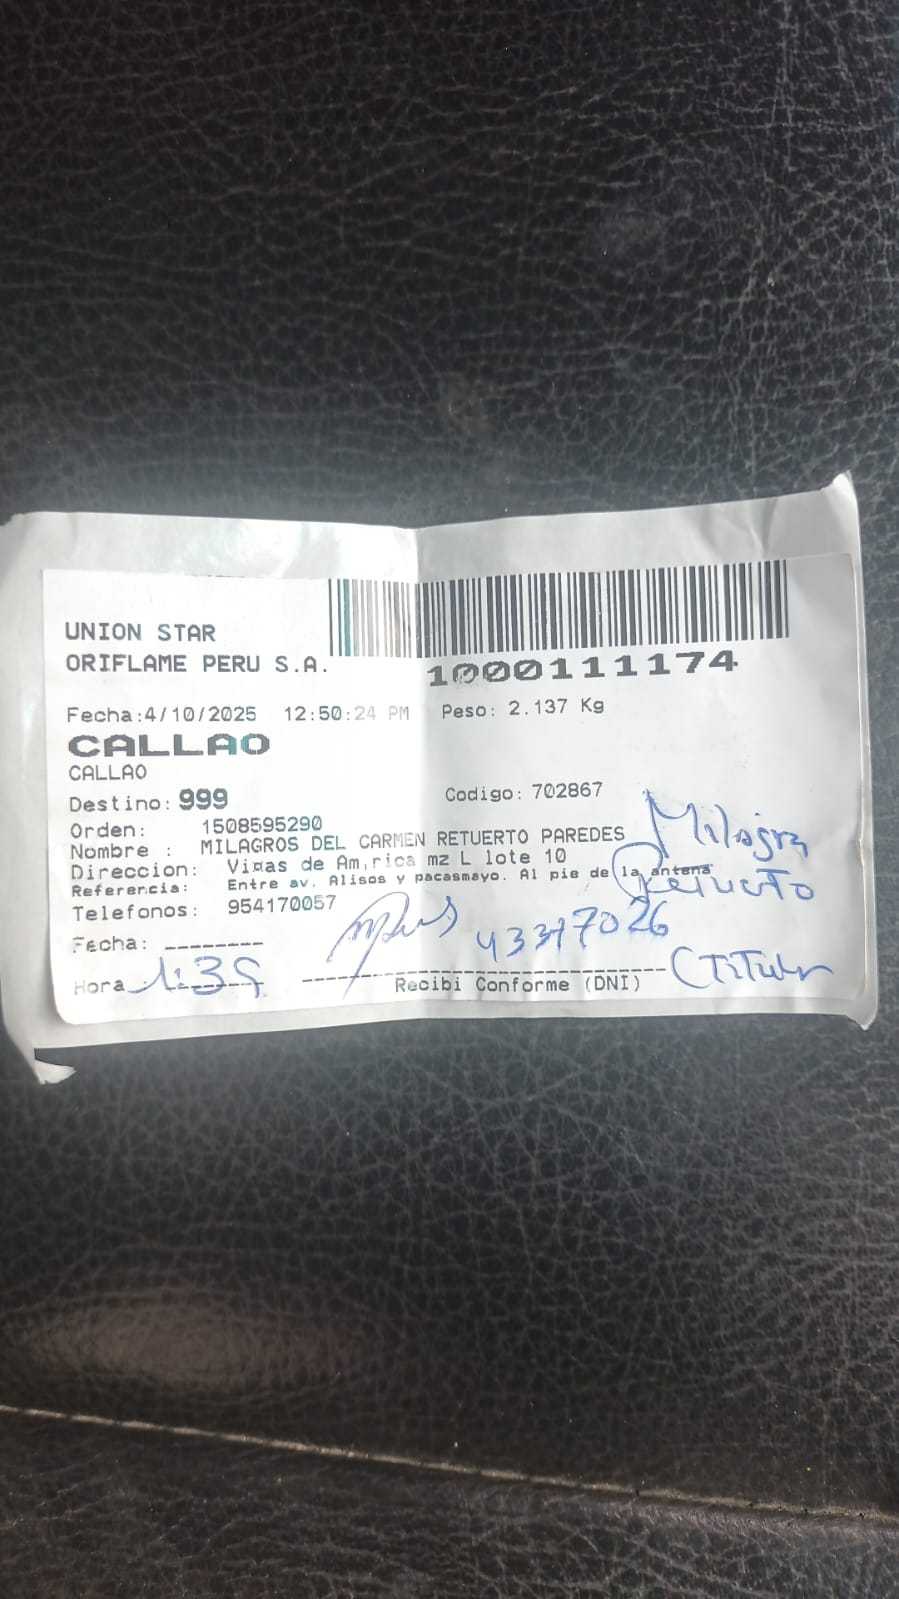 UNION STAR
ORIFLAME PERU S.A.
1000111174
Fecha:4/10/2025 12:50:24 PM Peso: 2.137 Kg
CALLAO
CALLAO
Destino: 999 Codigo: 702867
Orden: 1508595290
Nombre : MILAGROS DEL CARMEN RETUERTO PAREDES
Direccion: Viñas de Am,rica mz L lote 10
Referencia: Entre av. Alisos y pacasmayo. Al pie de la antena
Telefonos: 954170057
Milagros
Retuerto
43377026
Fecha: --------
Hora 1:35
Recibi Conforme (DNI)
(Titular